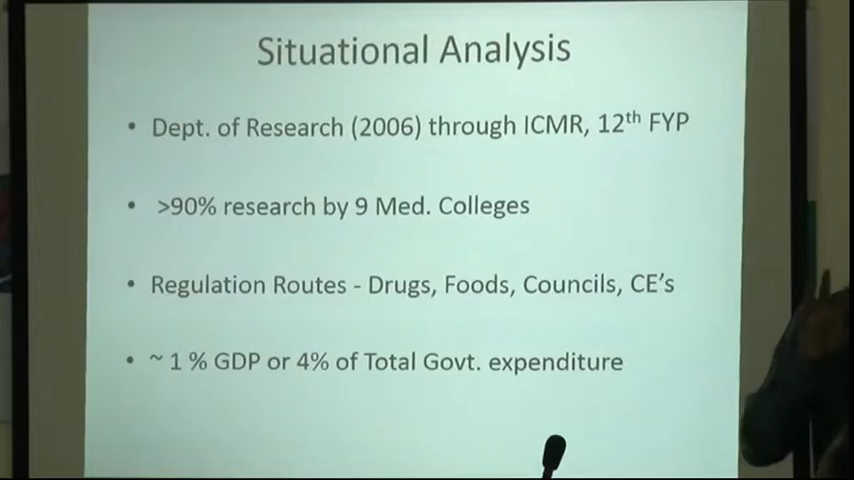 Situational Analysis
• Dept. of Research (2006) through ICMR, 12th FYP
• >90% research by 9 Med. Colleges
• Regulation Routes - Drugs, Foods, Councils, CE's
• ~ 1 % GDP or 4% of Total Govt. expenditure